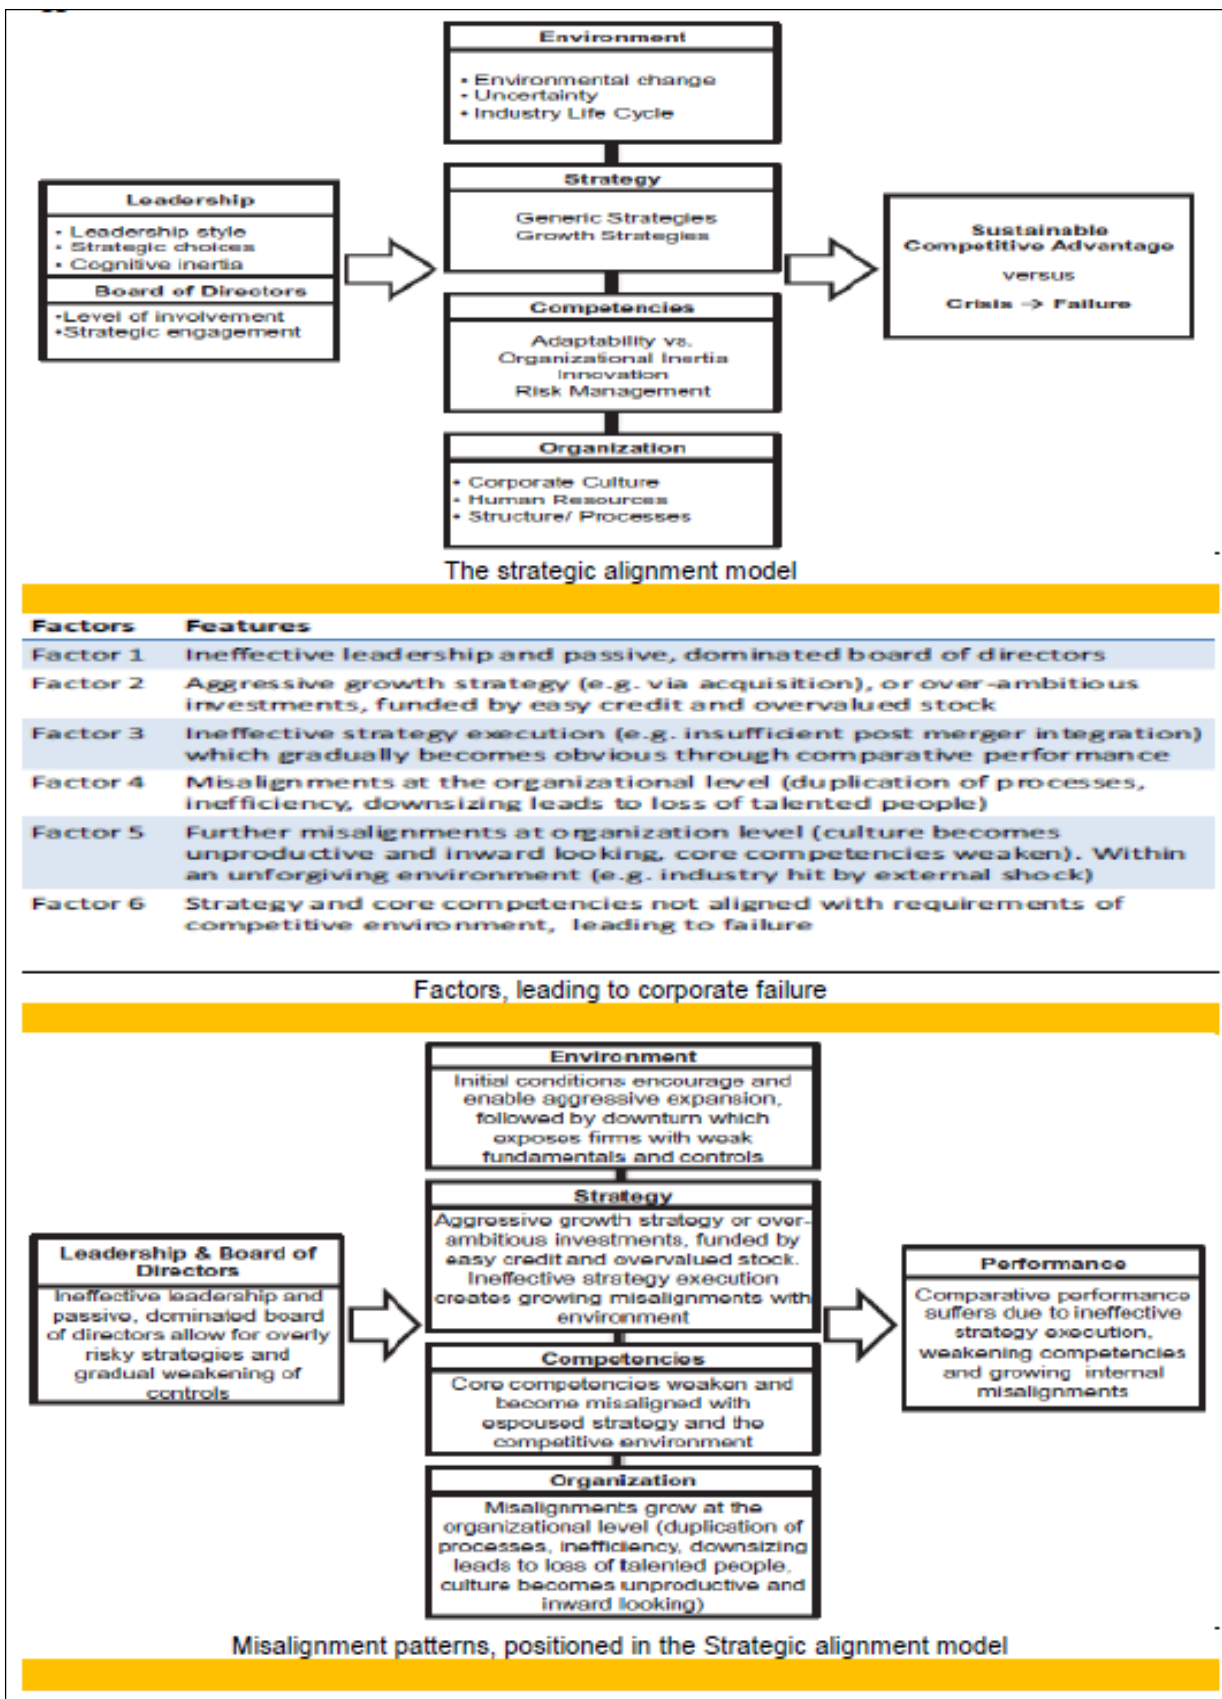 Environment
• Environmental change
• Uncertainty
• Industry Life Cycle
Leadership
• Leadership style
• Strategic choices
• Cognitive inertia
Board of Directors
•Level of involvement
•Strategic engagement
Strategy
Generic Strategies
Growth Strategies
Competencies
Adaptability vs.
Organizational Inertia
Innovation
Risk Management
Organization
• Corporate Culture
• Human Resources
• Structure/ Processes
Sustainable
Competitive Advantage
versus
Crisis → Failure
The strategic alignment model
Factors Features
Factor 1 Ineffective leadership and passive, dominated board of directors
Factor 2 Aggressive growth strategy (e.g. via acquisition), or over-ambitious
investments, funded by easy credit and overvalued stock
Factor 3 Ineffective strategy execution (e.g. insufficient post merger integration)
which gradually becomes obvious through comparative performance
Factor 4 Misalignments at the organizational level (duplication of processes,
inefficiency, downsizing leads to loss of talented people)
Factor 5 Further misalignments at organization level (culture becomes
unproductive and inward looking, core competencies weaken). Within
an unforgiving environment (e.g. industry hit by external shock)
Factor 6 Strategy and core competencies not aligned with requirements of
competitive environment, leading to failure
Factors, leading to corporate failure
Environment
Initial conditions encourage and
enable aggressive expansion,
followed by downturn which
exposes firms with weak
fundamentals and controls
Leadership & Board of
Directors
Ineffective leadership and
passive, dominated board
of directors allow for overly
risky strategies and
gradual weakening of
controls
Strategy
Aggressive growth strategy or over-
ambitious investments, funded by
easy credit and overvalued stock.
Ineffective strategy execution
creates growing misalignments with
environment
Competencies
Core competencies weaken and
become misaligned with
espoused strategy and the
competitive environment
Organization
Misalignments grow at the
organizational level (duplication of
processes, inefficiency, downsizing
leads to loss of talented people,
culture becomes unproductive and
inward looking)
Performance
Comparative performance
suffers due to ineffective
strategy execution,
weakening competencies
and growing internal
misalignments
Misalignment patterns, positioned in the Strategic alignment model